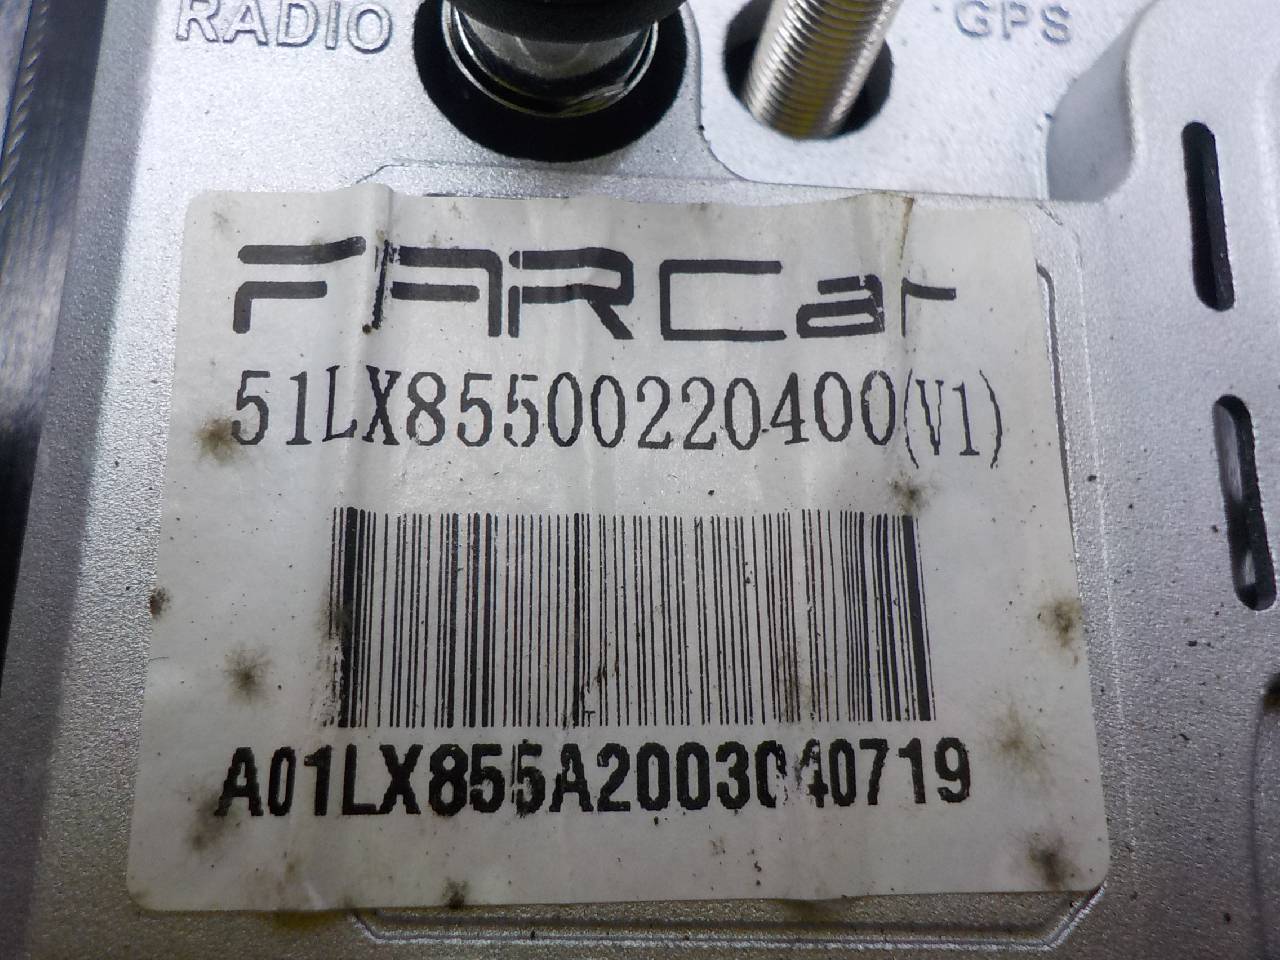 RADIO
GPS
FARCar
51LX85500220400(V1)
A01LX855A2003040719